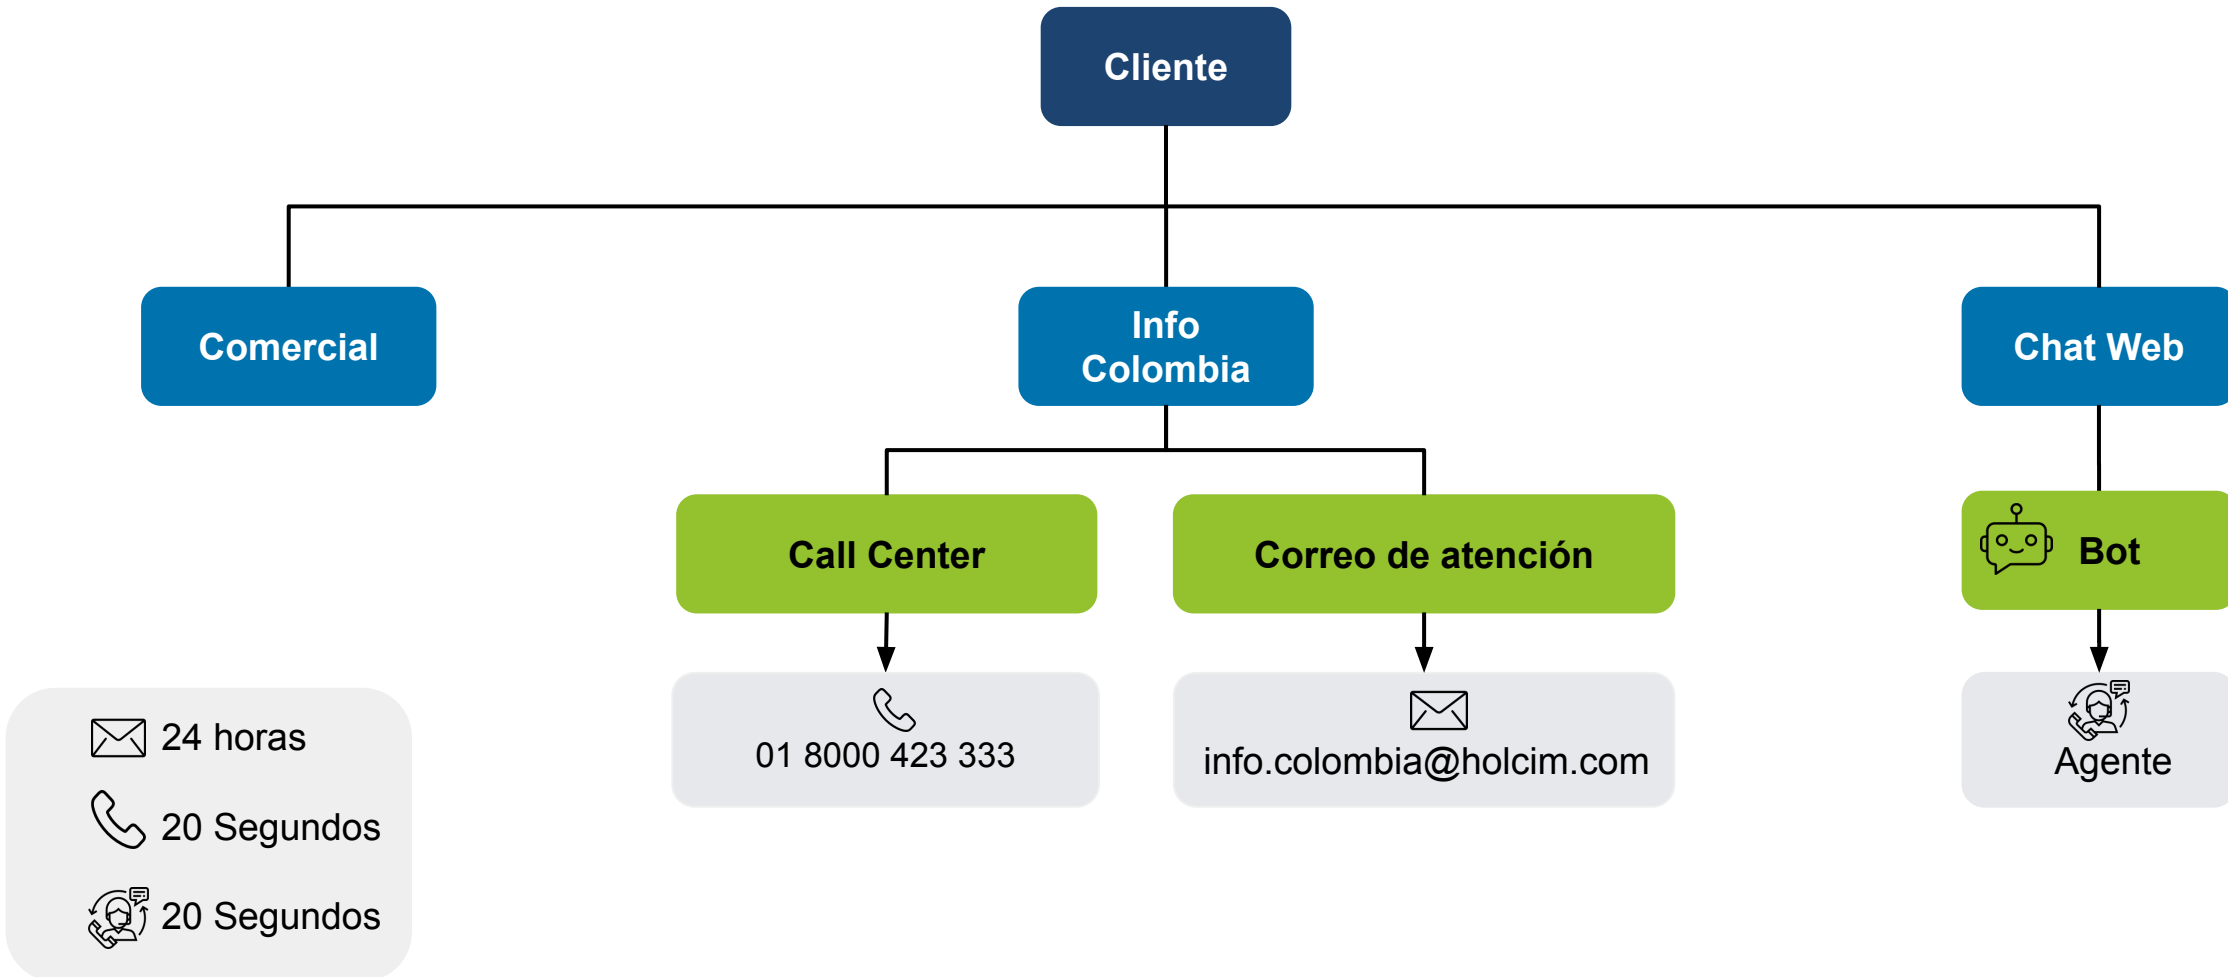 Cliente
Comercial
Info
Colombia
Chat Web
Call Center
Correo de atención
Bot
01 8000 423 333
info.colombia@holcim.com
Agente
24 horas
20 Segundos
20 Segundos